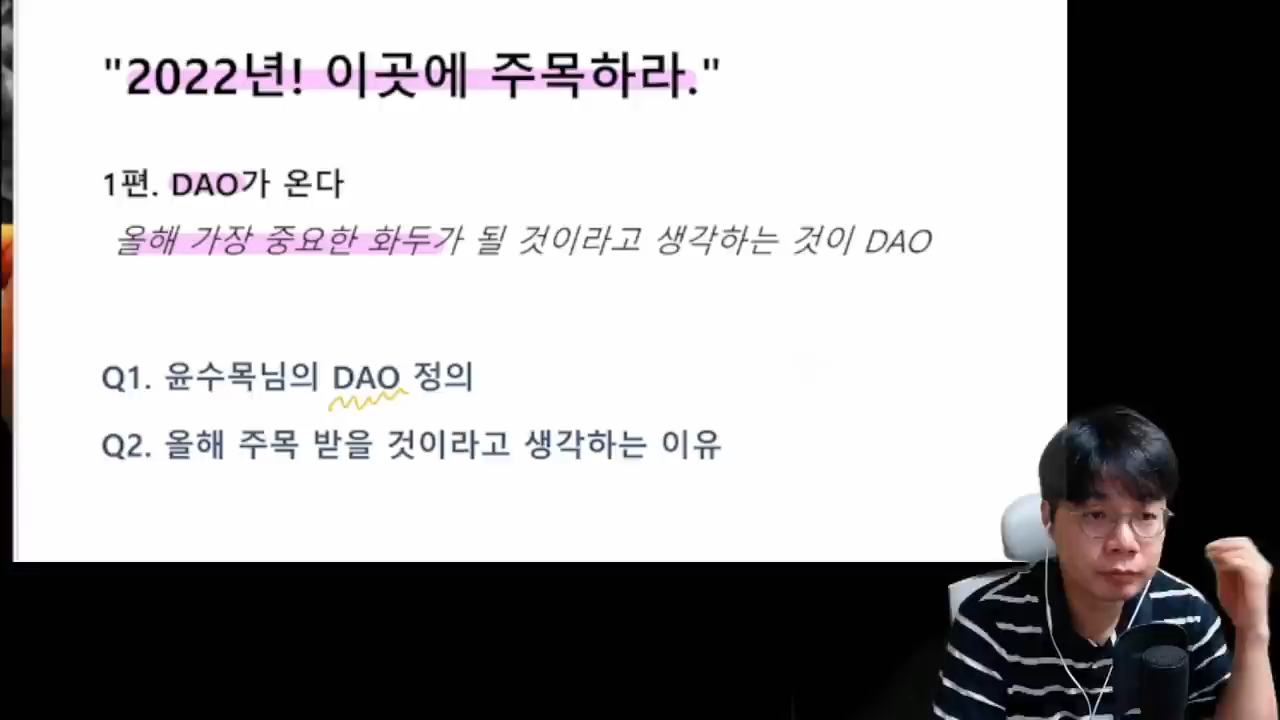 "2022년! 이곳에 주목하라."
1편. DAO가 온다
올해 가장 중요한 화두가 될 것이라고 생각하는 것이 DAO
Q1. 윤수목님의 DAO 정의
Q2. 올해 주목 받을 것이라고 생각하는 이유